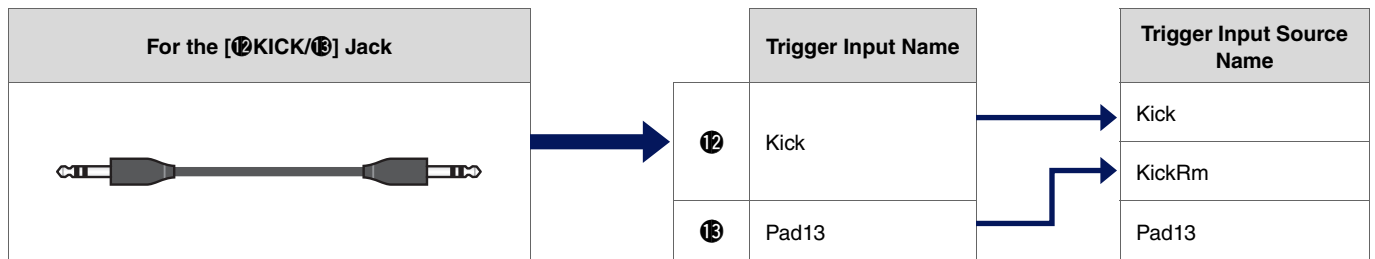 For the [⓬KICK/⓭] Jack
Trigger Input Name
Trigger Input Source
Name
⓬
Kick
Kick
KickRm
⓭
Pad13
Pad13